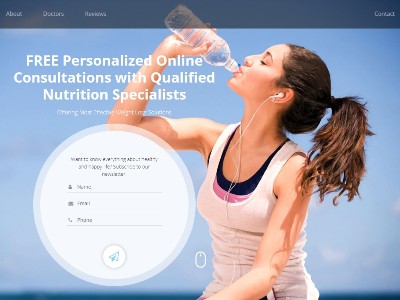 About Doctors Reviews Contact
FREE Personalized Online
Consultations with Qualified
Nutrition Specialists
Offering Most Effective Weight Loss Solutions
Want to know everything about healthy
and happy life? Subscribe to our
newsletter
Name
Email
Phone